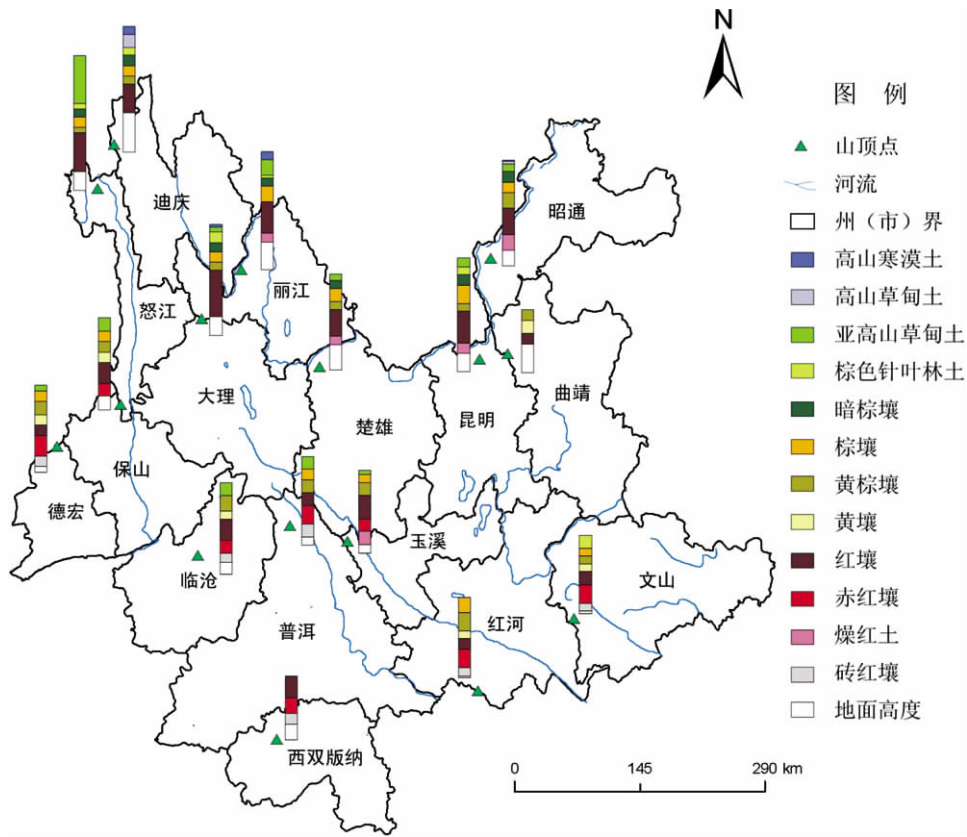 N
图 例
山顶点
河流
州（市）界
高山寒漠土
高山草甸土
亚高山草甸土
棕色针叶林土
暗棕壤
棕壤
黄棕壤
黄壤
红壤
赤红壤
燥红土
砖红壤
地面高度
迪庆
昭通
怒江
丽江
大理
楚雄
昆明
曲靖
保山
德宏
临沧
玉溪
文山
普洱
红河
西双版纳
0 145 290 km